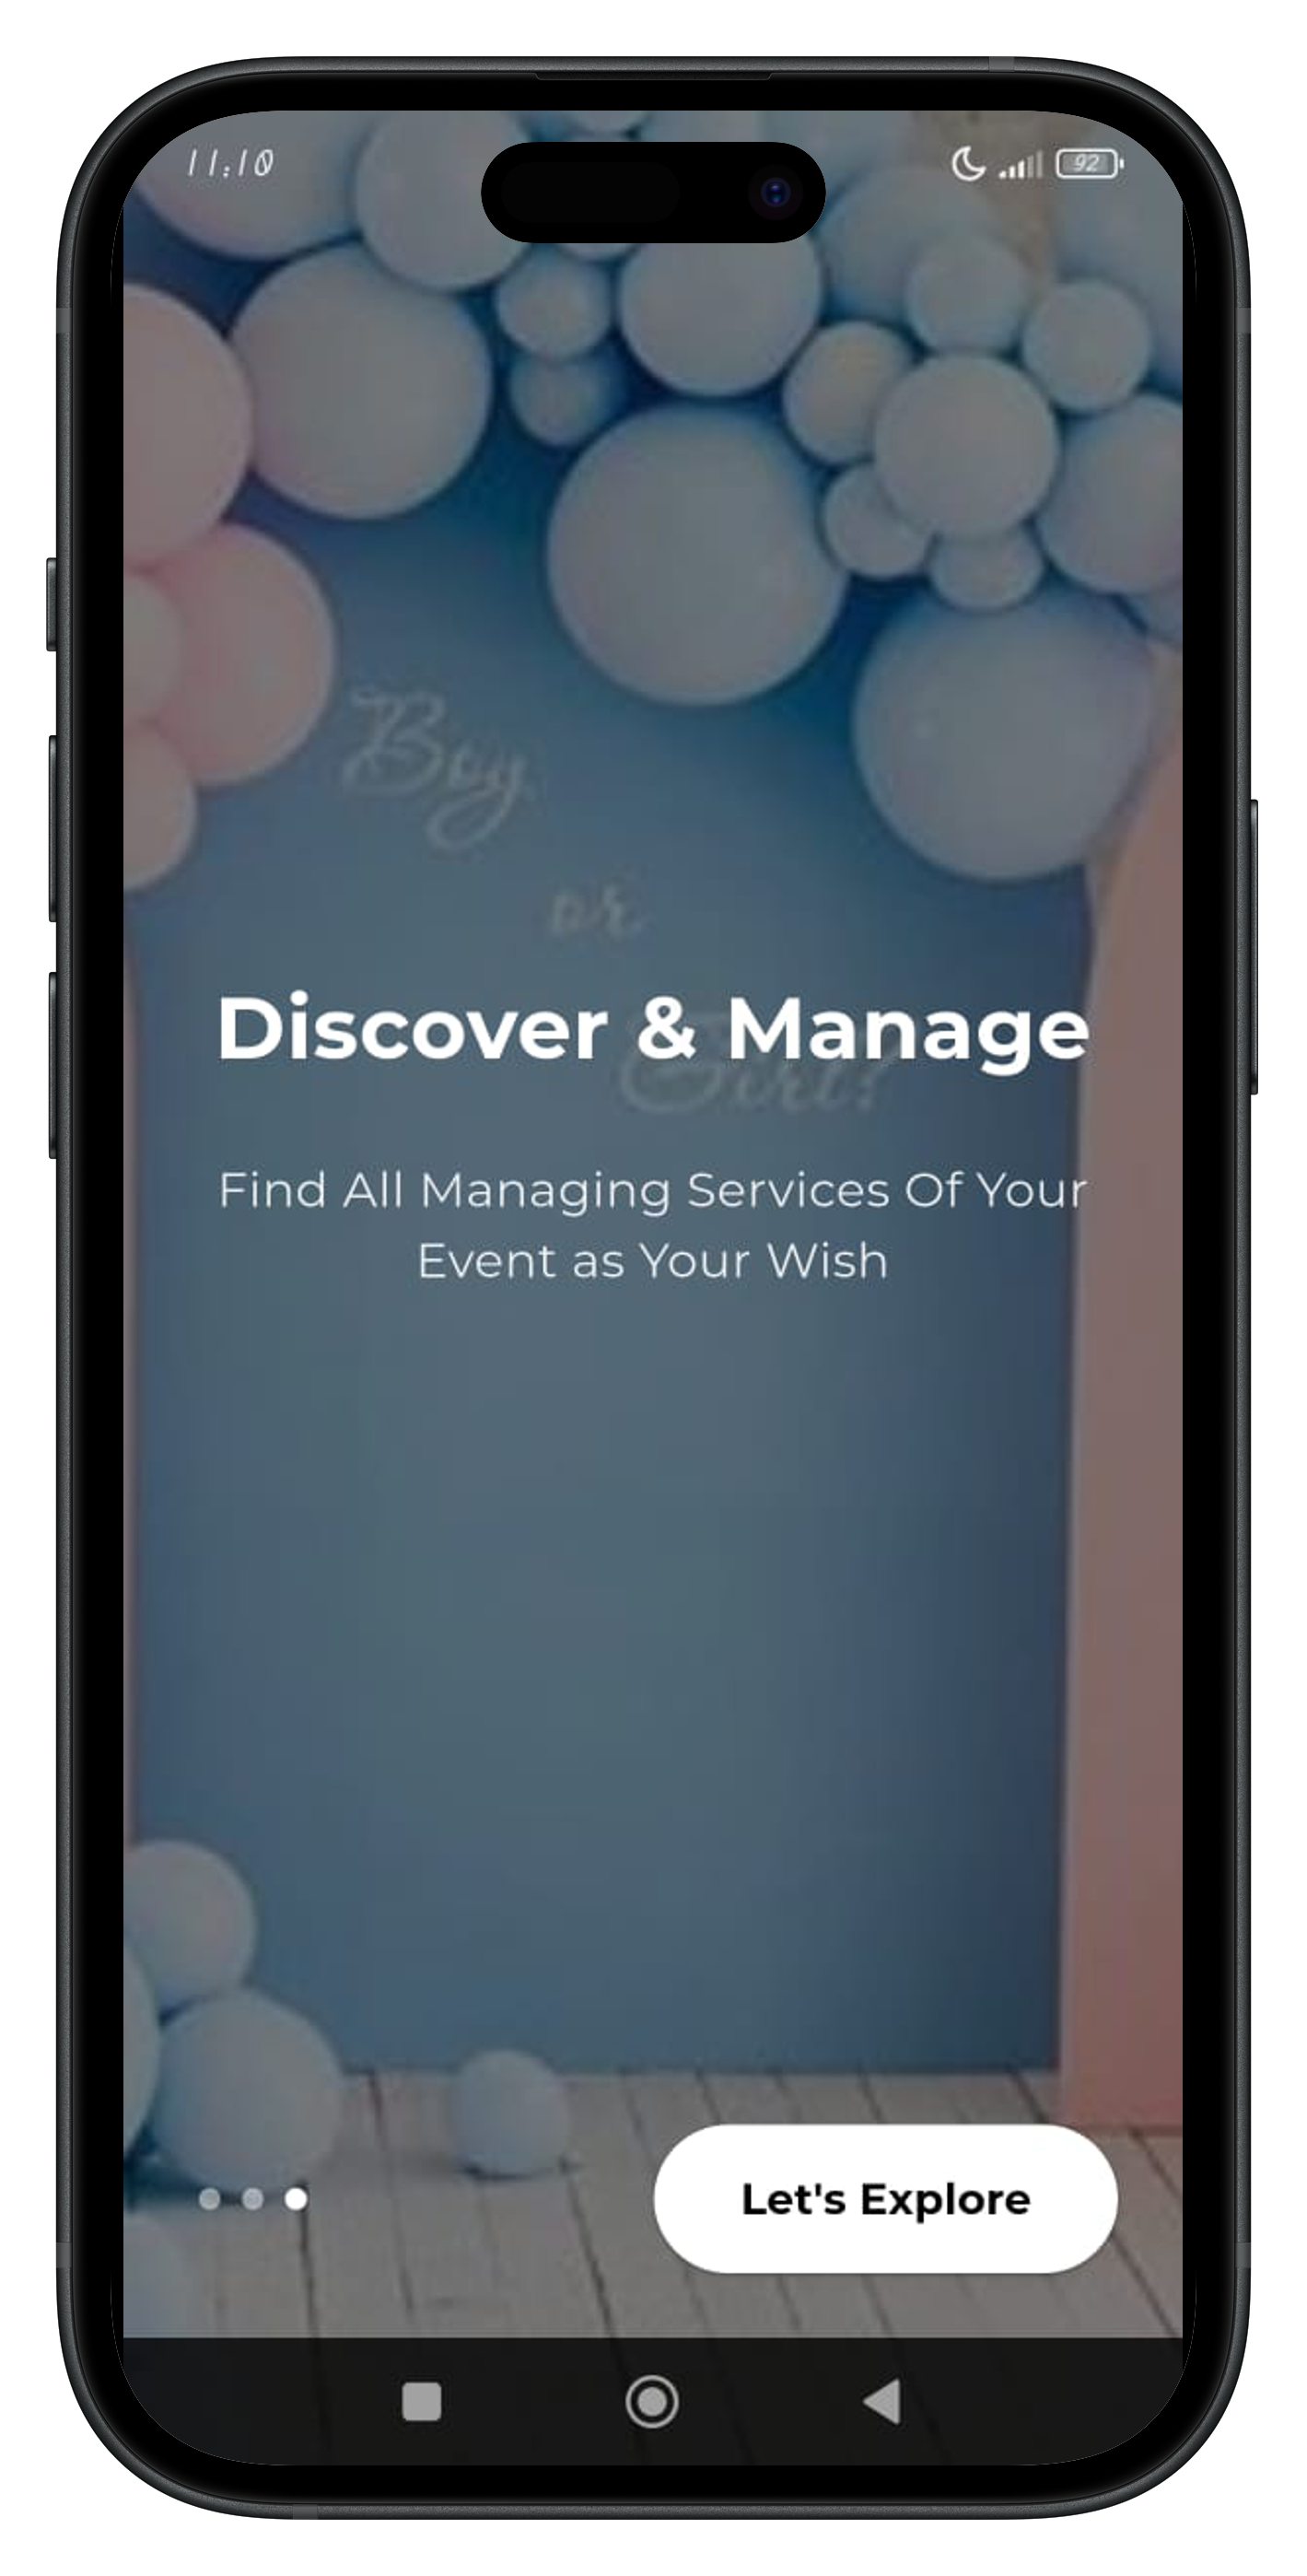 11:10
92
Boy
or
Discover & Manage
Girl?
Find All Managing Services Of Your
Event as Your Wish
Let's Explore